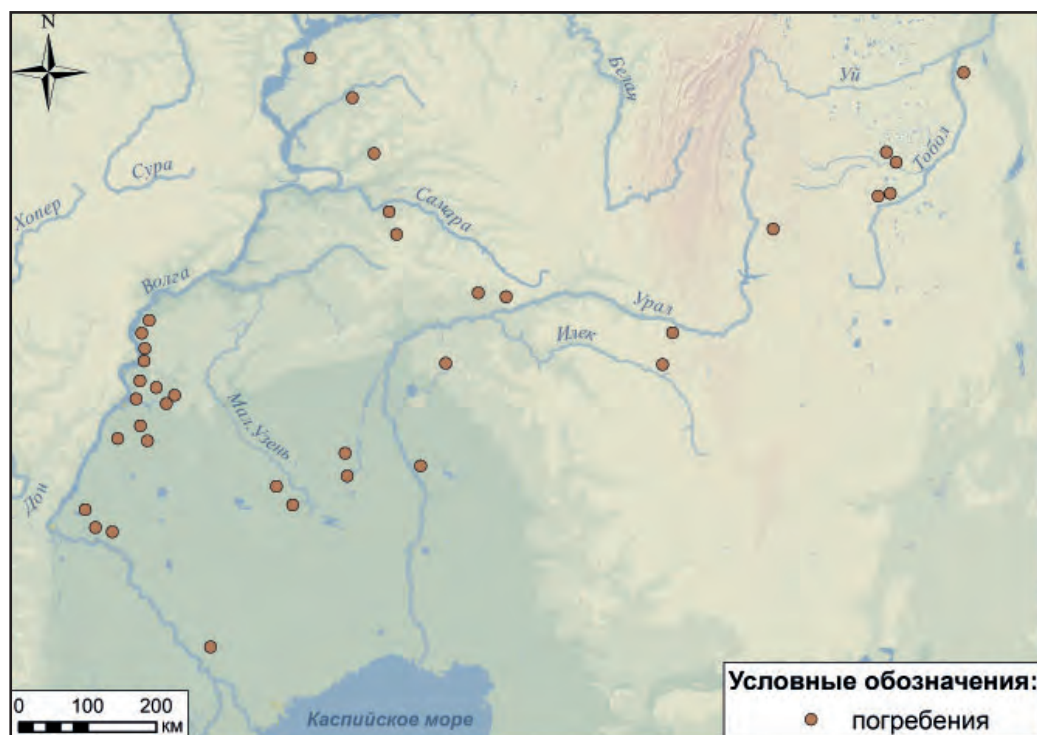 N
Белая
Уй
Тобол
Сура
Хопер
Самара
Волга
Урал
Илек
Мал. Узень
Дон
Каспийское море
0 100 200
КМ
Условные обозначения:
погребения